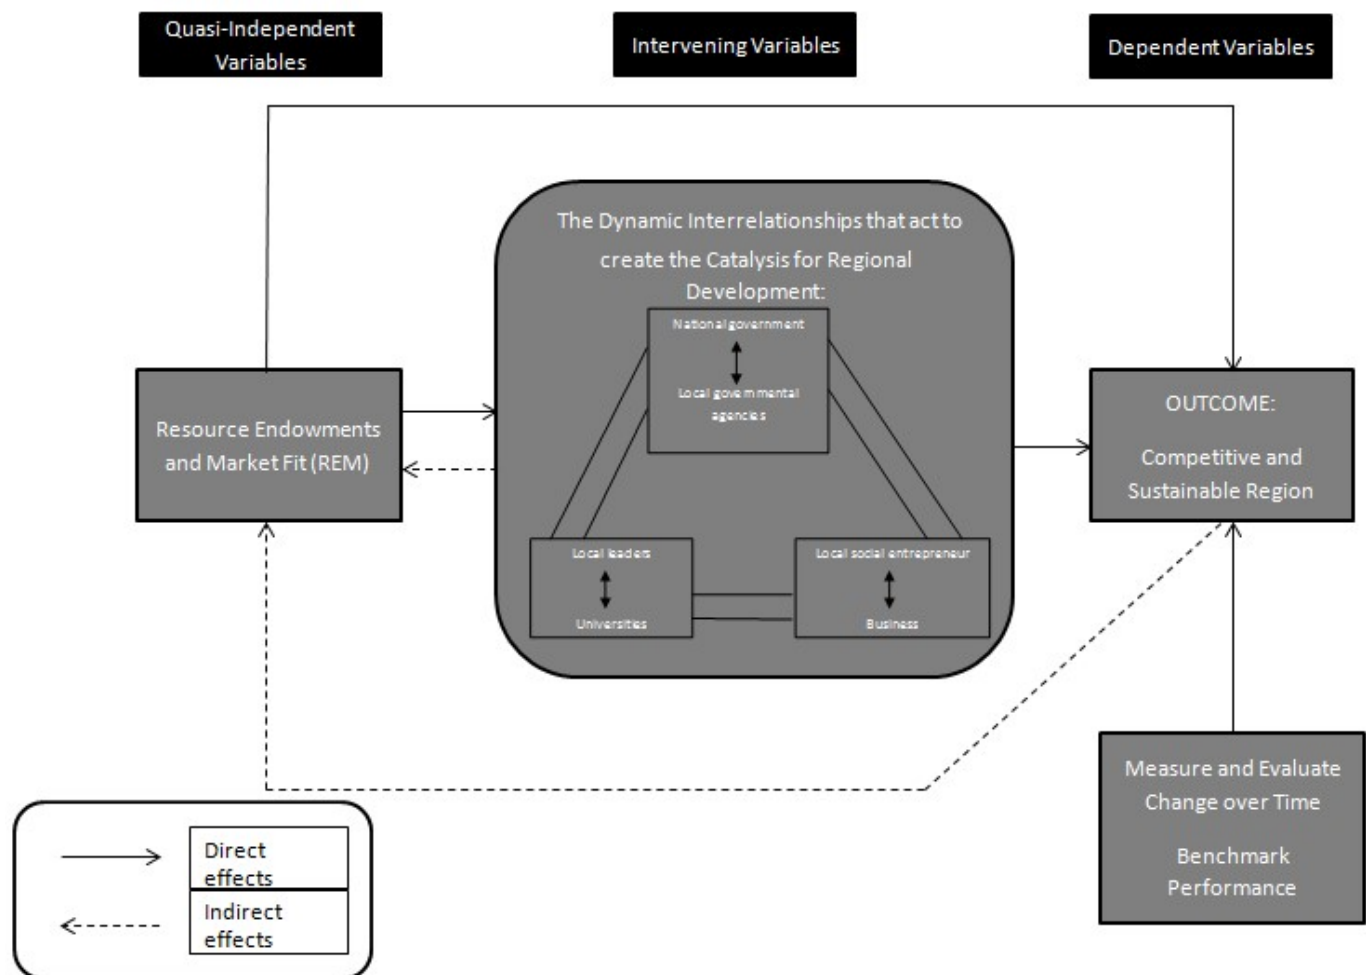 Quasi-Independent
Variables
Intervening Variables
Dependent Variables
The Dynamic Interrelationships that act to
create the Catalysis for Regional
Development:
National government
Local governmental
agencies
Resource Endowments
and Market Fit (REM)
OUTCOME:
Competitive and
Sustainable Region
Local leaders
Universities
Local social entrepreneur
Business
Measure and Evaluate
Change over Time
Benchmark
Performance
Direct
effects
Indirect
effects